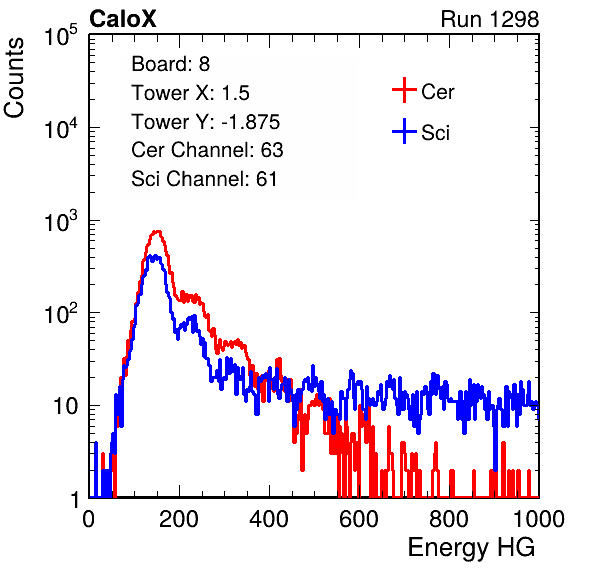 CaloX Run 1298
Counts
Board: 8
Tower X: 1.5
Tower Y: -1.875
Cer Channel: 63
Sci Channel: 61
Cer
Sci
10^5
10^4
10^3
10^2
10
1
0 200 400 600 800 1000
Energy HG